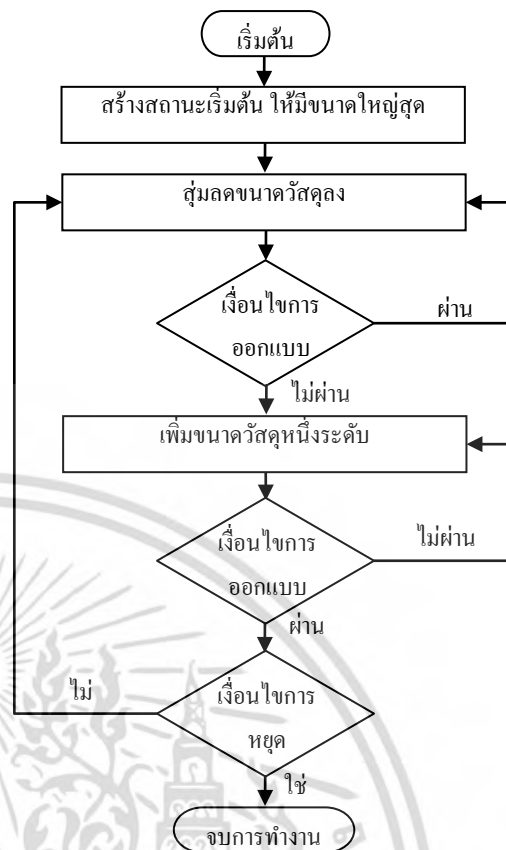 เริ่มต้น
สร้างสถานะเริ่มต้น ให้มีขนาดใหญ่สุด
สุ่มลดขนาดวัสดุลง
เงื่อนไขการ
ออกแบบ
ผ่าน
ไม่ผ่าน
เพิ่มขนาดวัสดุหนึ่งระดับ
เงื่อนไขการ
ออกแบบ
ไม่ผ่าน
ผ่าน
เงื่อนไขการ
หยุด
ไม่
ใช่
จบการทำงาน